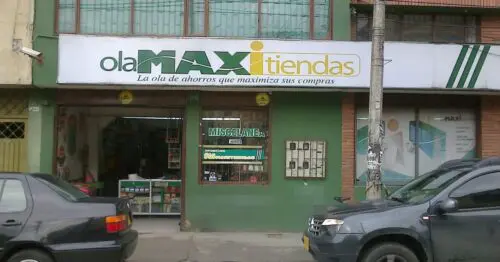 olaMAXitiendas
La ola de ahorros que maximiza sus compras
MISCELANEA